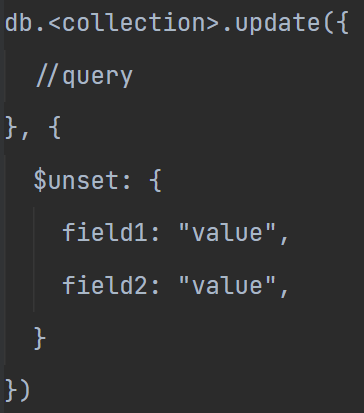 db.<collection>.update({
//query
}, {
$unset: {
field1: "value",
field2: "value",
}
})